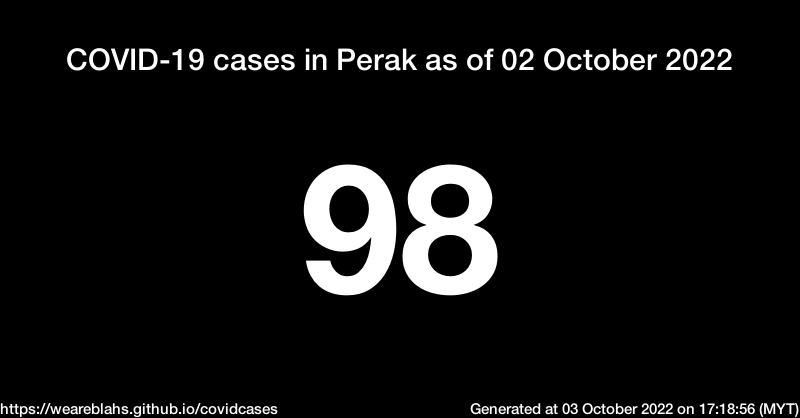 COVID-19 cases in Perak as of 02 October 2022
98
https://weareblahs.github.io/covidcases
Generated at 03 October 2022 on 17:18:56 (MYT)